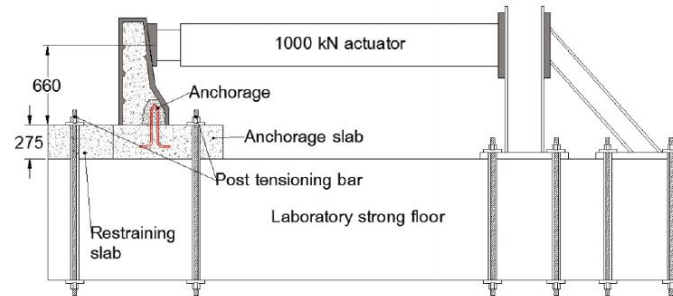 1000 kN actuator
660
Anchorage
275
Anchorage slab
Post tensioning bar
Laboratory strong floor
Restraining
slab